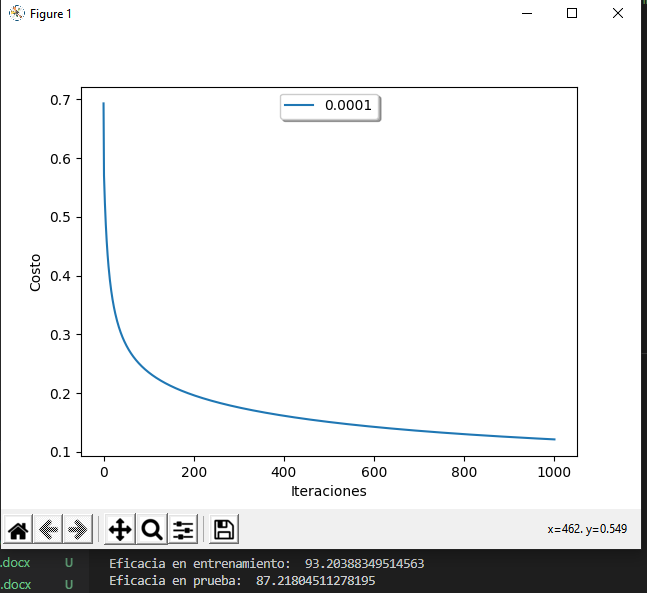 Figure 1
0.0001
0.7
0.6
0.5
0.4
0.3
0.2
0.1
Costo
0 200 400 600 800 1000
Iteraciones
x=462. y=0.549
.docx U Eficacia en entrenamiento: 93.20388349514563
.docx U Eficacia en prueba: 87.21804511278195